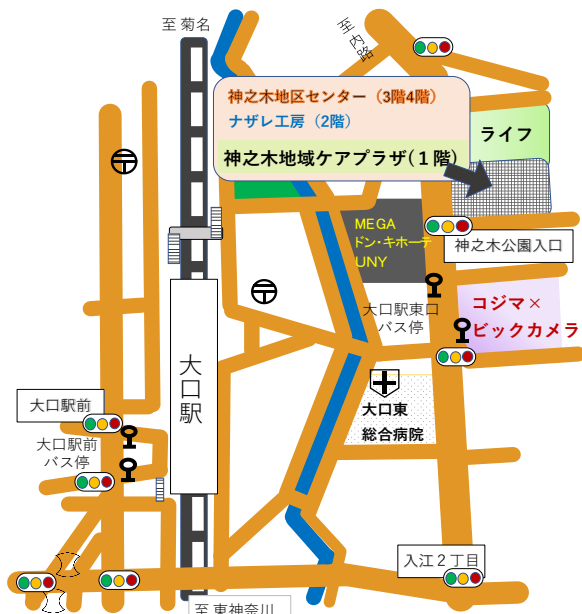 至 菊名
至 内路
神之木地区センター（3階4階）
ナザレ工房（2階）
神之木地域ケアプラザ(１階)
ライフ
MEGA
ドン・キホーテ
UNY
神之木公園入口
大口駅東口
バス停
コジマ×
ビックカメラ
大口駅
大口駅前
大口駅前
バス停
大口東
総合病院
入江２丁目
至 東神奈川